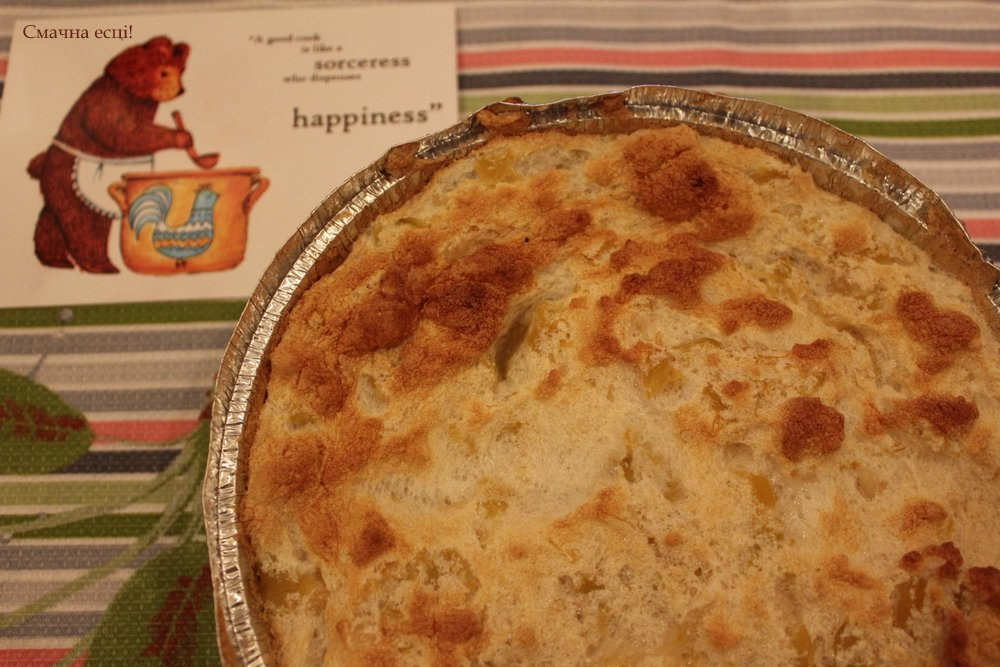 Смачна есці!
"A good cook
is like a
sorceress
who dispenses
happiness"